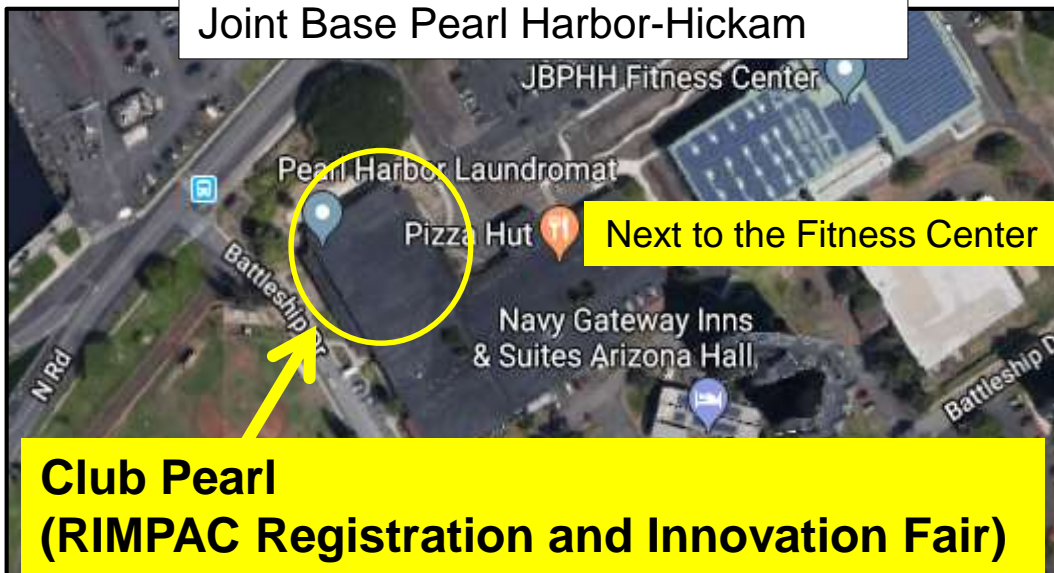 Joint Base Pearl Harbor-Hickam
JBPHH Fitness Center
Pearl Harbor Laundromat
Pizza Hut
Next to the Fitness Center
Battleship Dr
Navy Gateway Inns
& Suites Arizona Hall
N Rd
Battleship D
Club Pearl
(RIMPAC Registration and Innovation Fair)